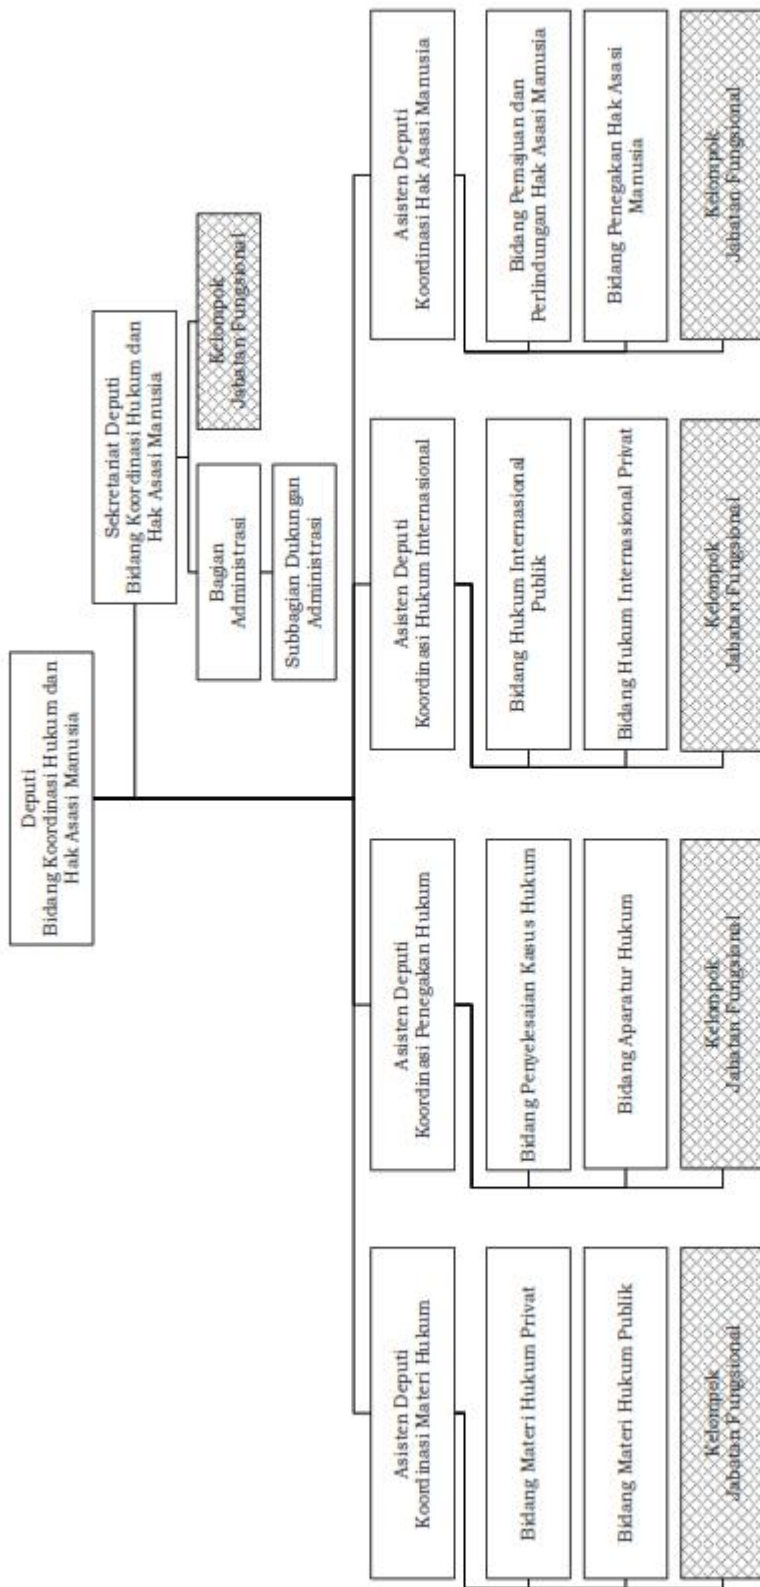 Deputi
Bidang Koordinasi Hukum dan
Hak Asasi Manusia
Sekretariat Deputi
Bidang Koordinasi Hukum dan
Hak Asasi Manusia
Bagian
Administrasi
Kelompok
Jabatan Fungsional
Subbagian Dukungan
Administrasi
Asisten Deputi
Koordinasi Materi Hukum
Bidang Materi Hukum Privat
Bidang Materi Hukum Publik
Kelompok
Jabatan Fungsional
Asisten Deputi
Koordinasi Penegakan Hukum
Bidang Penyelesaian Kasus Hukum
Bidang Aparatur Hukum
Kelompok
Jabatan Fungsional
Asisten Deputi
Koordinasi Hukum Internasional
Bidang Hukum Internasional
Publik
Bidang Hukum Internasional Privat
Kelompok
Jabatan Fungsional
Asisten Deputi
Koordinasi Hak Asasi Manusia
Bidang Pemajuan dan
Perlindungan Hak Asasi Manusia
Bidang Penegakan Hak Asasi
Manusia
Kelompok
Jabatan Fungsional